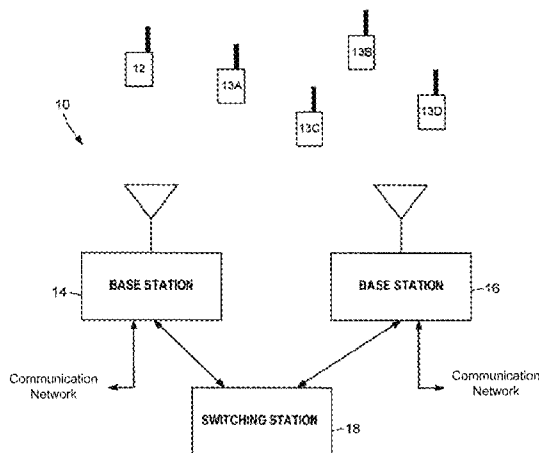 13B
12
13A
13D
10
13C
BASE STATION
BASE STATION
14
16
Communication
Network
Communication
Network
SWITCHING STATION
18